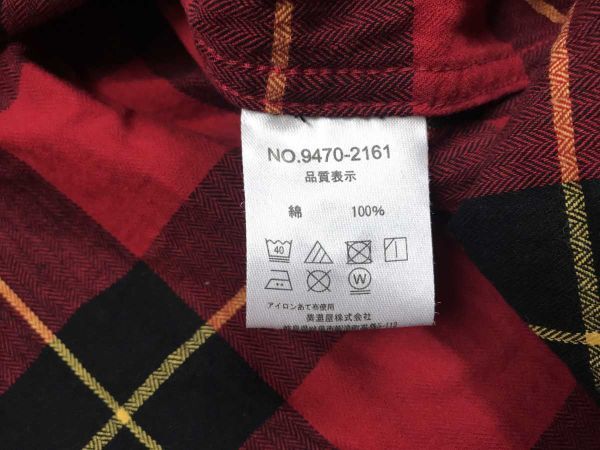 NO.9470-2161
品質表示
綿 100%
40
W
アイロンあて布使用
美濃屋株式会社